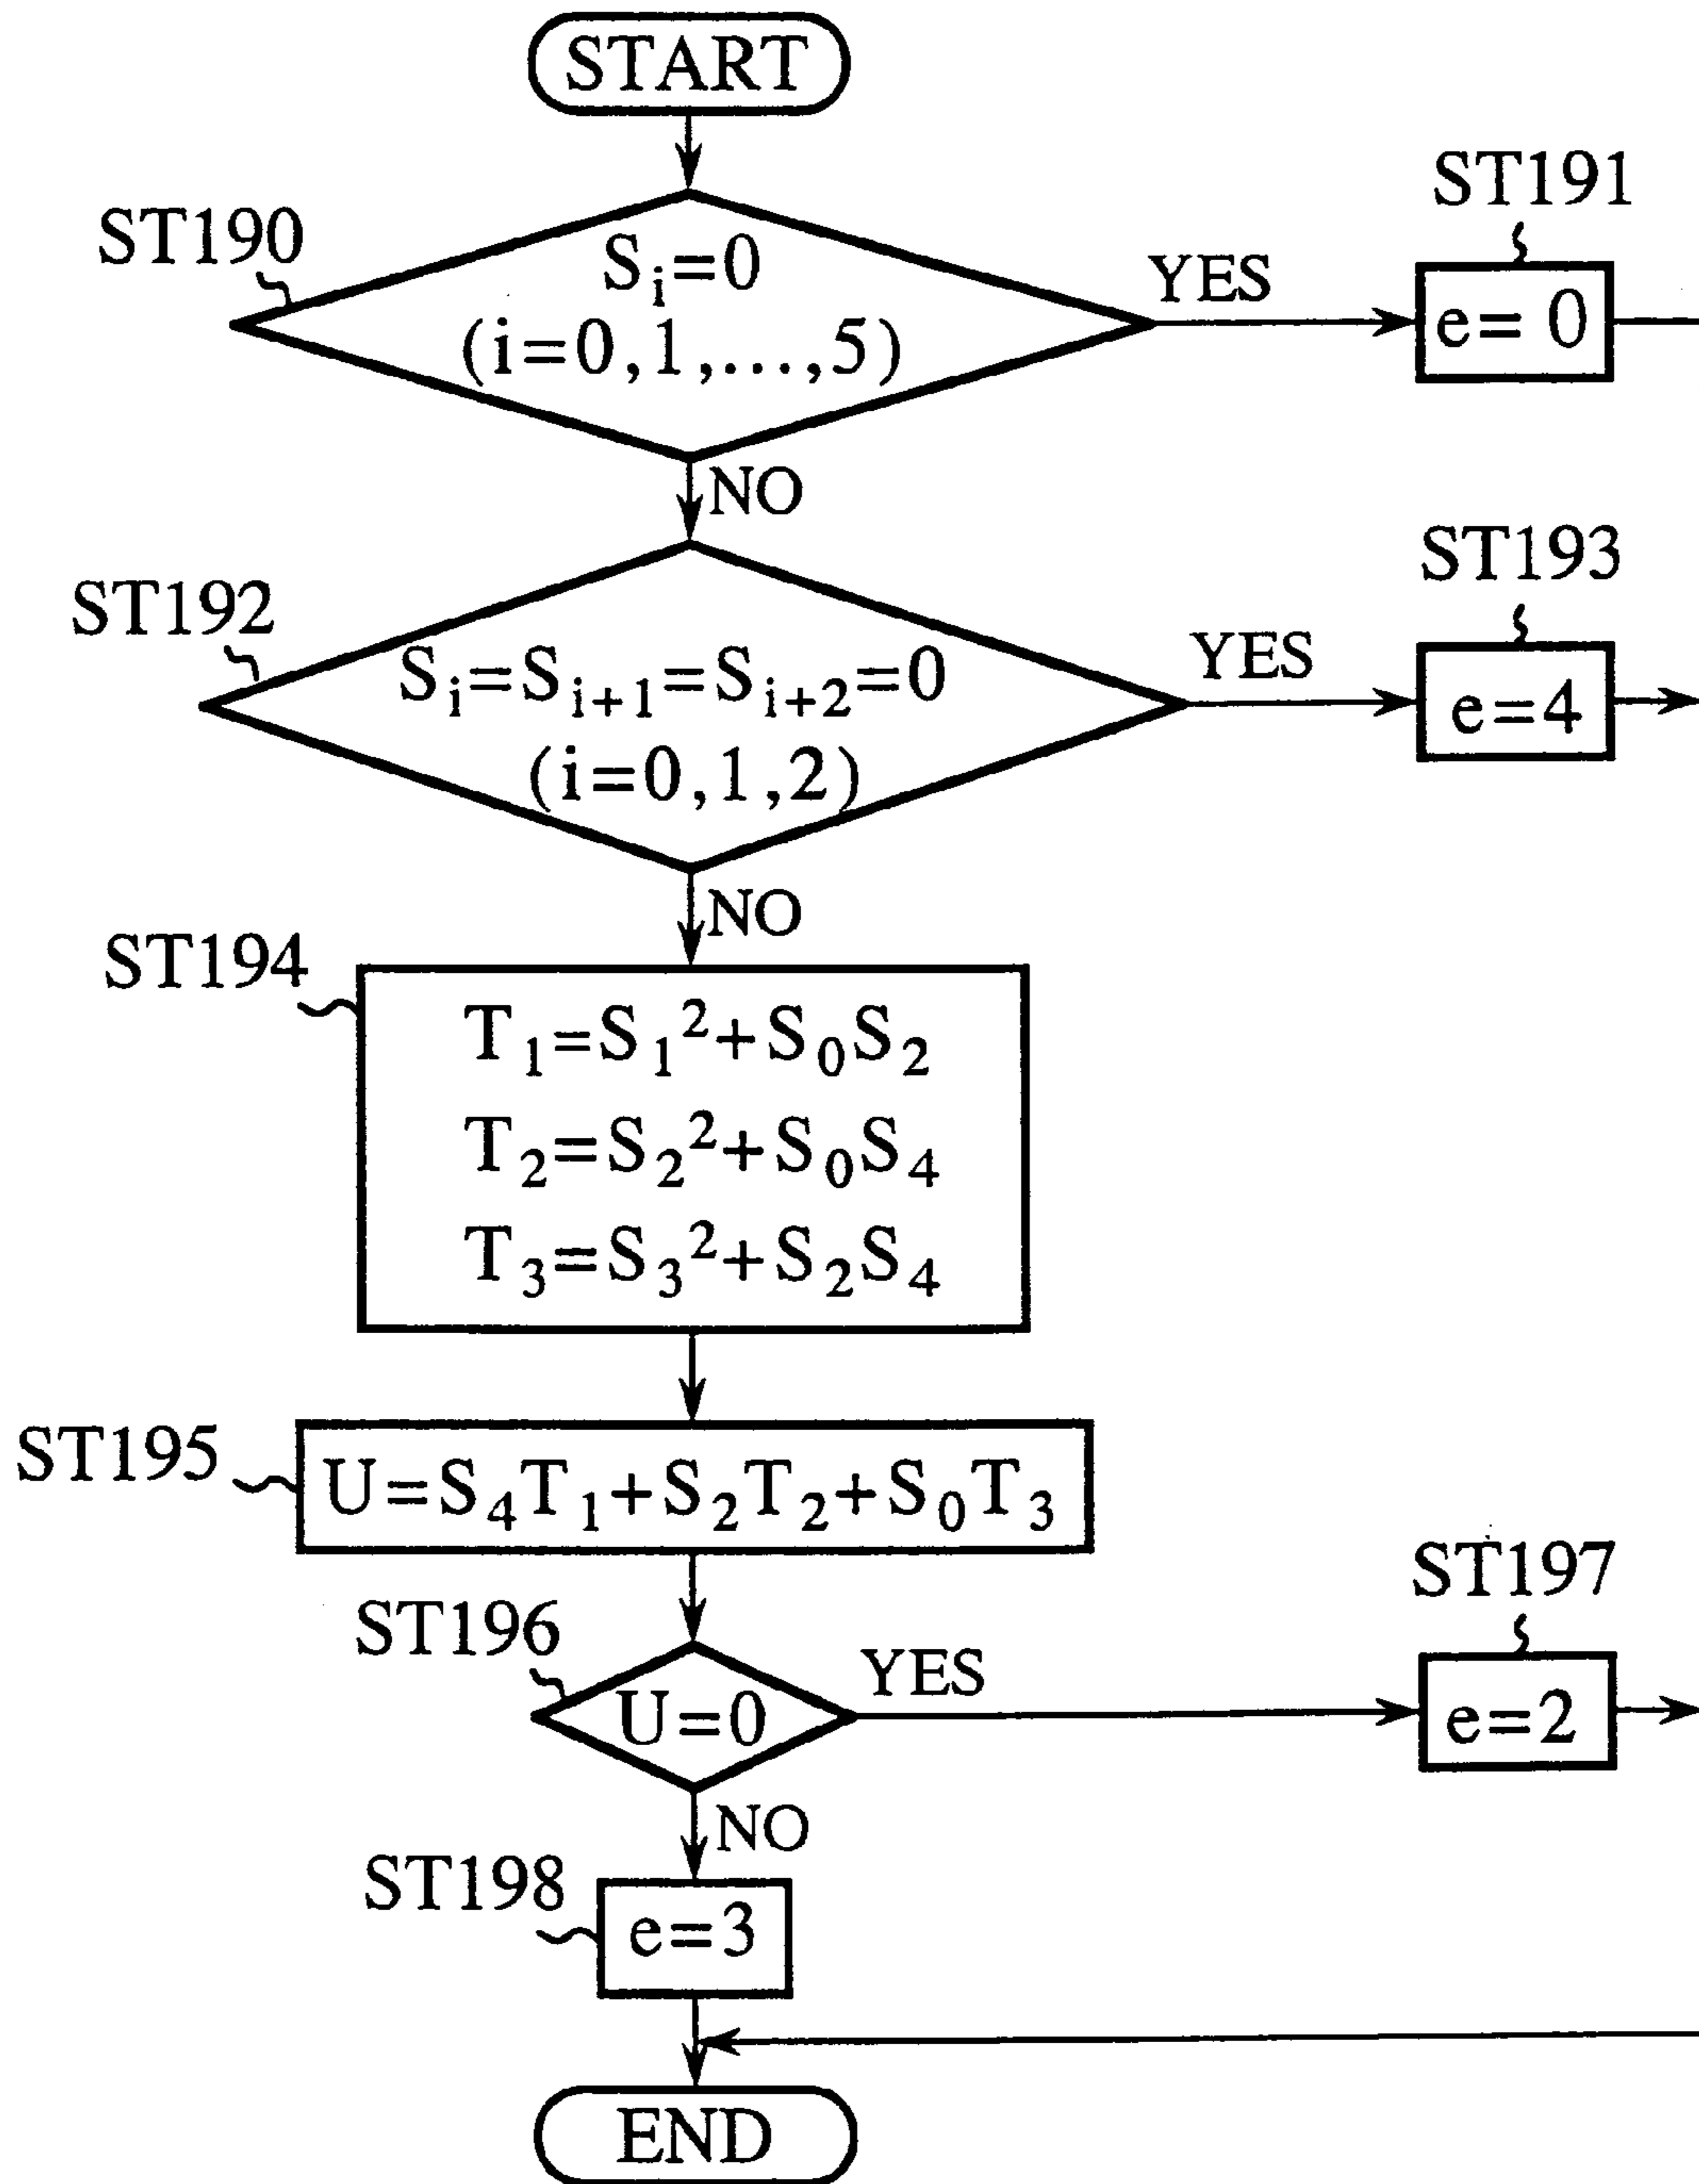 START
ST190
S_i=0
(i=0,1,...,5)
YES
ST191
e= 0
NO
ST192
S_i=S_{i+1}=S_{i+2}=0
(i=0,1,2)
YES
ST193
e=4
NO
ST194
T_1=S_1^2+S_0S_2
T_2=S_2^2+S_0S_4
T_3=S_3^2+S_2S_4
ST195
U=S_4T_1+S_2T_2+S_0T_3
ST196
U=0
YES
ST197
e=2
NO
ST198
e=3
END